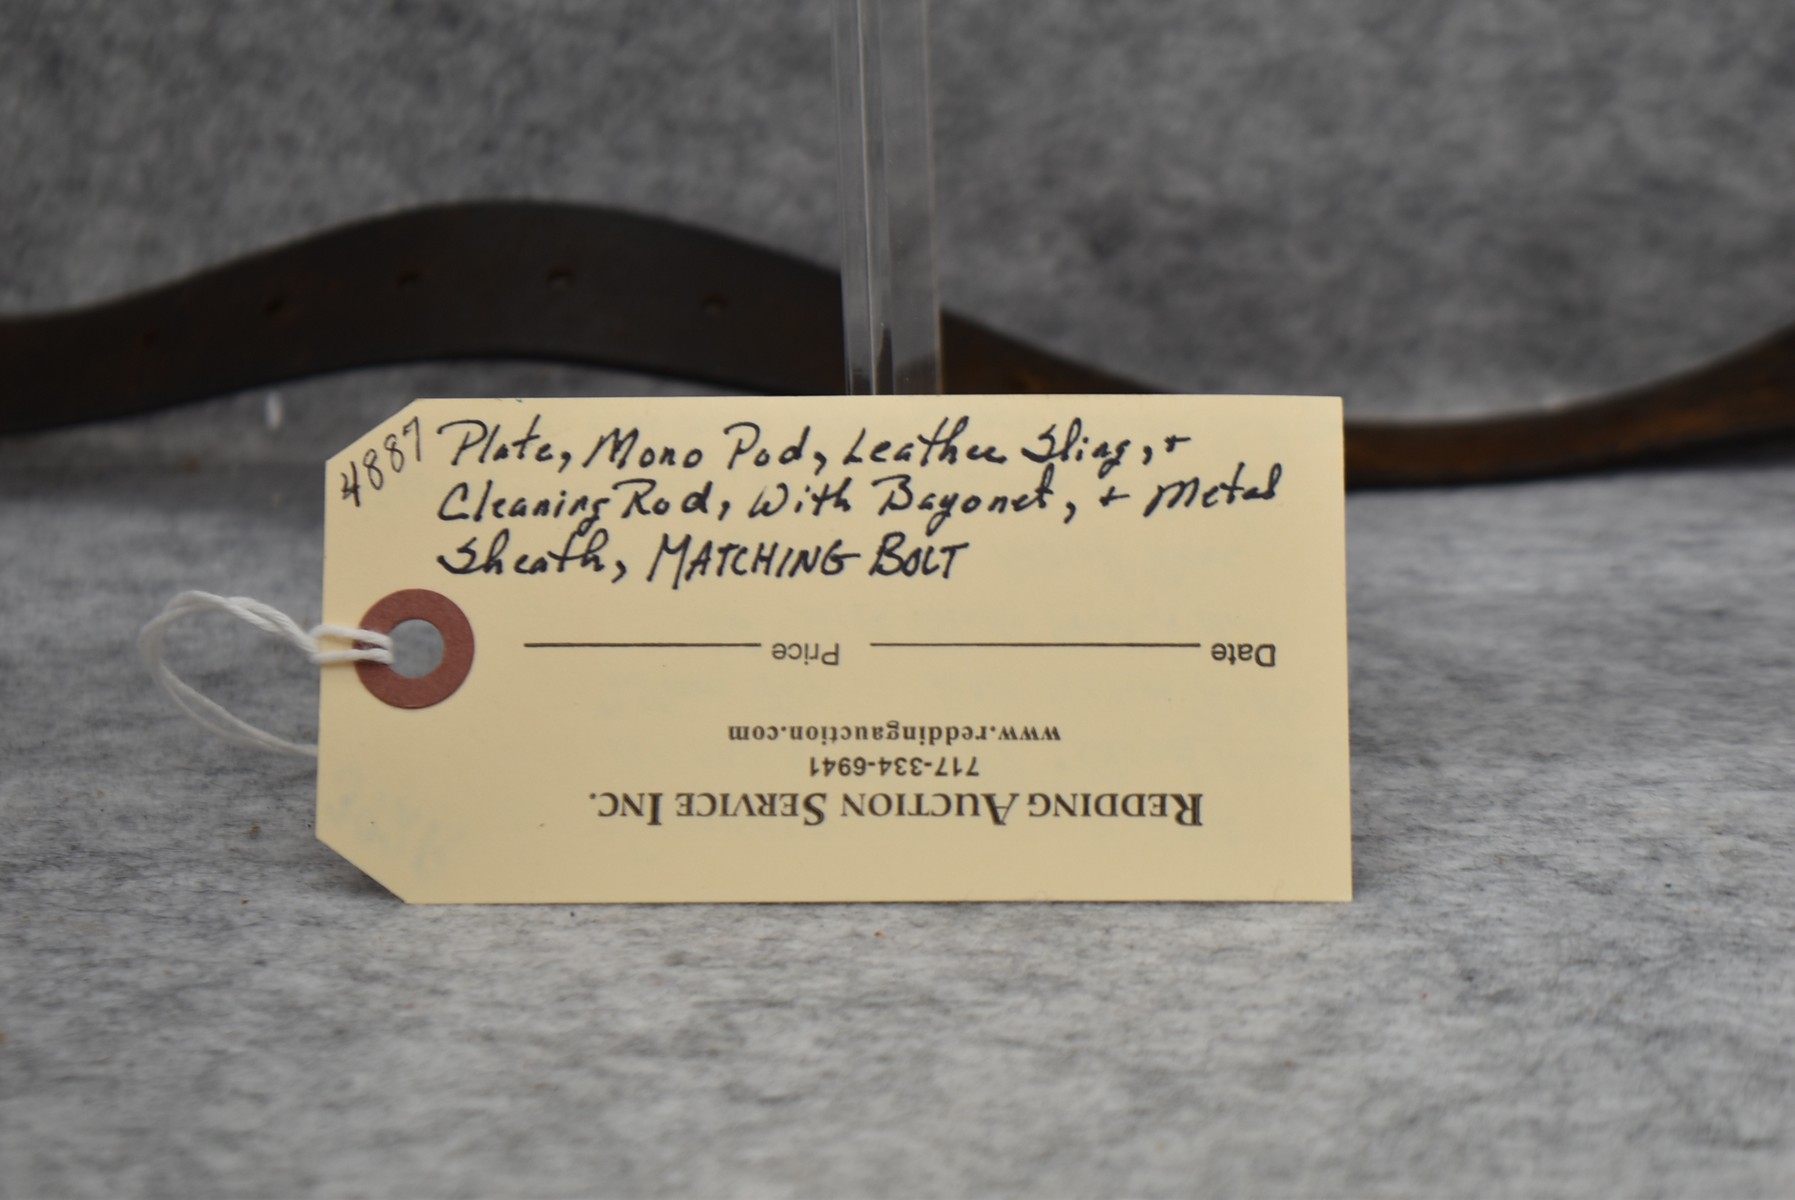 4887
Plate, Mono Pod, Leather Sling, +
Cleaning Rod, With Bayonet, + Metal
Sheath, MATCHING BOLT
REDDING AUCTION SERVICE INC.
717-334-6941
www.reddingauction.com
Date Price